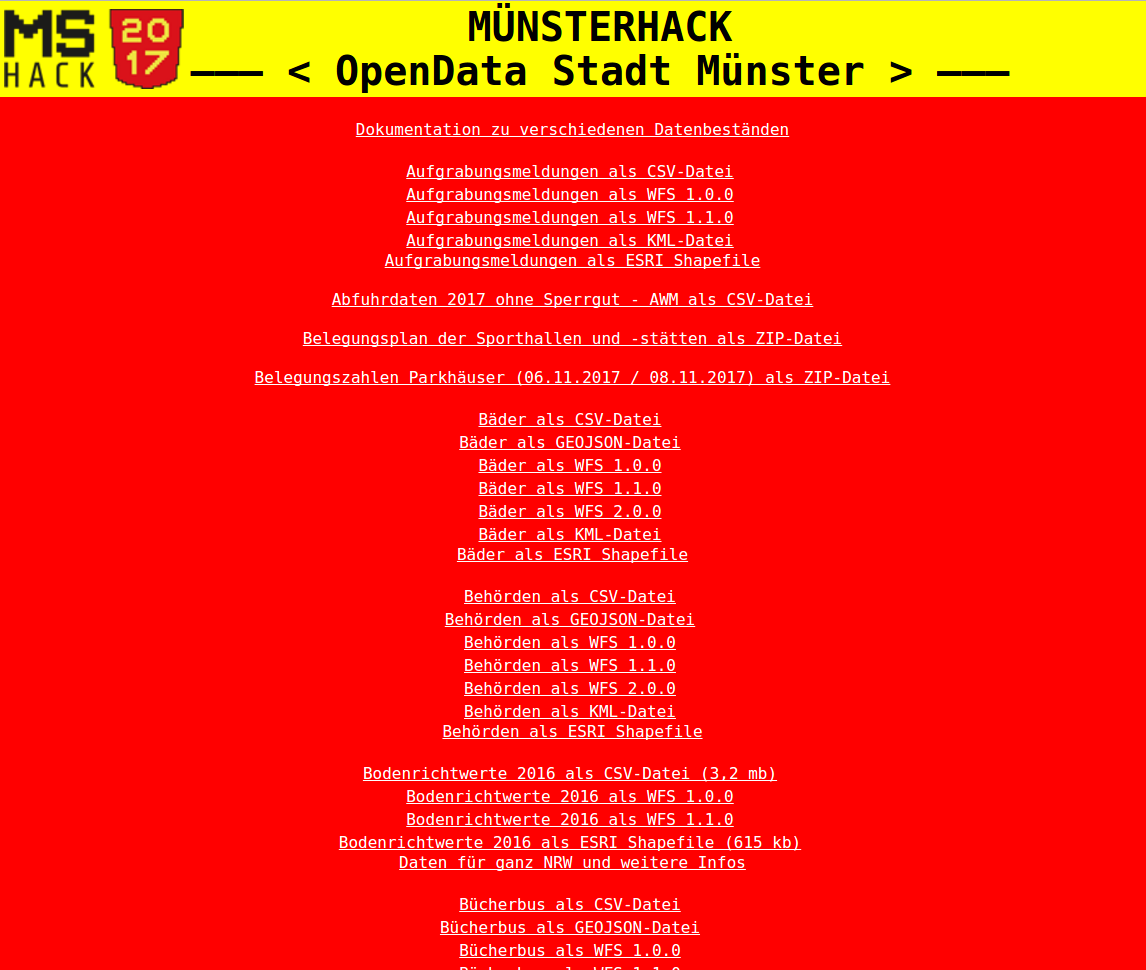 MS
HACK
20
17
MÜNSTERHACK
——— < OpenData Stadt Münster > ———
Dokumentation zu verschiedenen Datenbeständen
Aufgrabungsmeldungen als CSV-Datei
Aufgrabungsmeldungen als WFS 1.0.0
Aufgrabungsmeldungen als WFS 1.1.0
Aufgrabungsmeldungen als KML-Datei
Aufgrabungsmeldungen als ESRI Shapefile
Abfuhrdaten 2017 ohne Sperrgut - AWM als CSV-Datei
Belegungsplan der Sporthallen und -stätten als ZIP-Datei
Belegungszahlen Parkhäuser (06.11.2017 / 08.11.2017) als ZIP-Datei
Bäder als CSV-Datei
Bäder als GEOJSON-Datei
Bäder als WFS 1.0.0
Bäder als WFS 1.1.0
Bäder als WFS 2.0.0
Bäder als KML-Datei
Bäder als ESRI Shapefile
Behörden als CSV-Datei
Behörden als GEOJSON-Datei
Behörden als WFS 1.0.0
Behörden als WFS 1.1.0
Behörden als WFS 2.0.0
Behörden als KML-Datei
Behörden als ESRI Shapefile
Bodenrichtwerte 2016 als CSV-Datei (3,2 mb)
Bodenrichtwerte 2016 als WFS 1.0.0
Bodenrichtwerte 2016 als WFS 1.1.0
Bodenrichtwerte 2016 als ESRI Shapefile (615 kb)
Daten für ganz NRW und weitere Infos
Bücherbus als CSV-Datei
Bücherbus als GEOJSON-Datei
Bücherbus als WFS 1.0.0